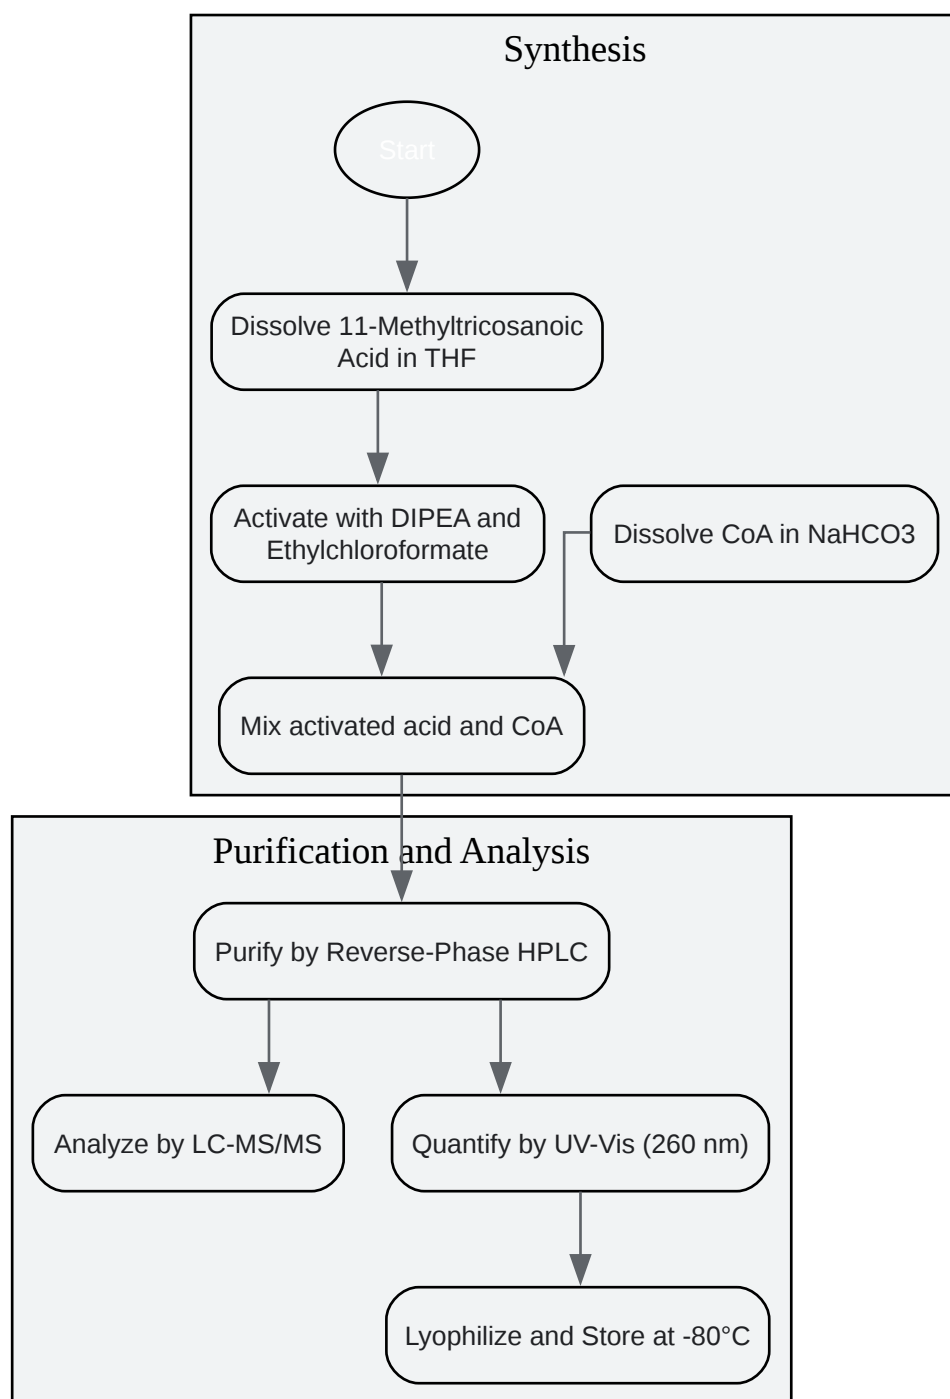 Synthesis
Start
Dissolve 11-Methyltricosanoic
Acid in THF
Activate with DIPEA and
Ethylchloroformate
Dissolve CoA in NaHCO3
Mix activated acid and CoA
Purification and Analysis
Purify by Reverse-Phase HPLC
Analyze by LC-MS/MS
Quantify by UV-Vis (260 nm)
Lyophilize and Store at -80°C